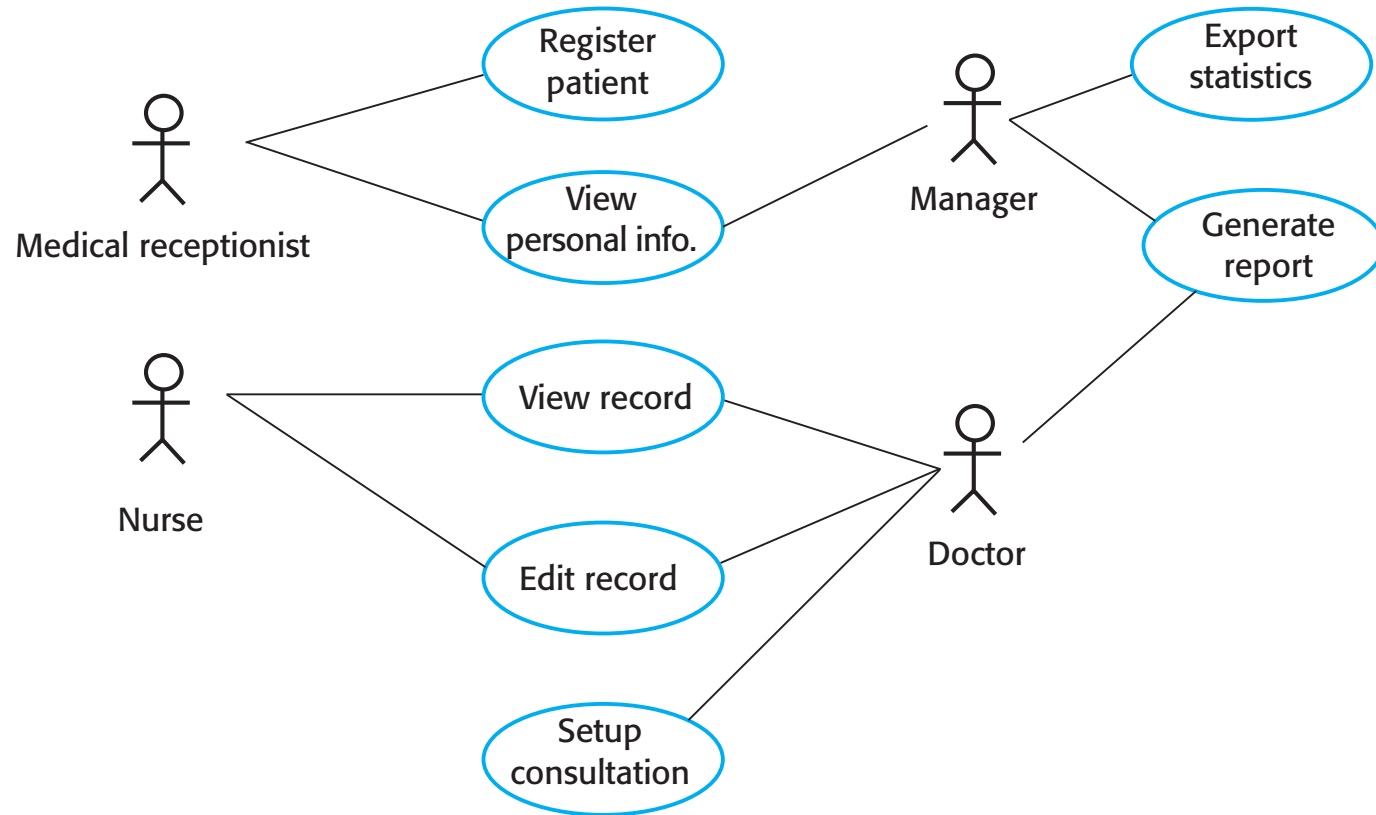 Register
patient
Export
statistics
Medical receptionist
View
personal info.
Manager
Generate
report
Nurse
View record
Edit record
Doctor
Setup
consultation